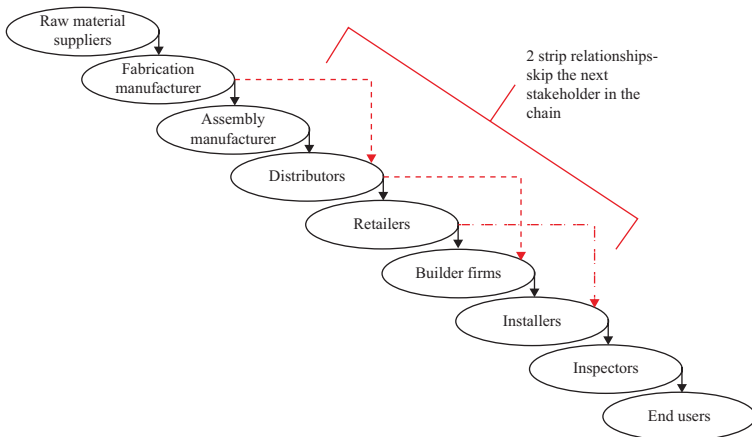 Raw material
suppliers
Fabrication
manufacturer
2 strip relationships-
skip the next
stakeholder in the
chain
Assembly
manufacturer
Distributors
Retailers
Builder firms
Installers
Inspectors
End users